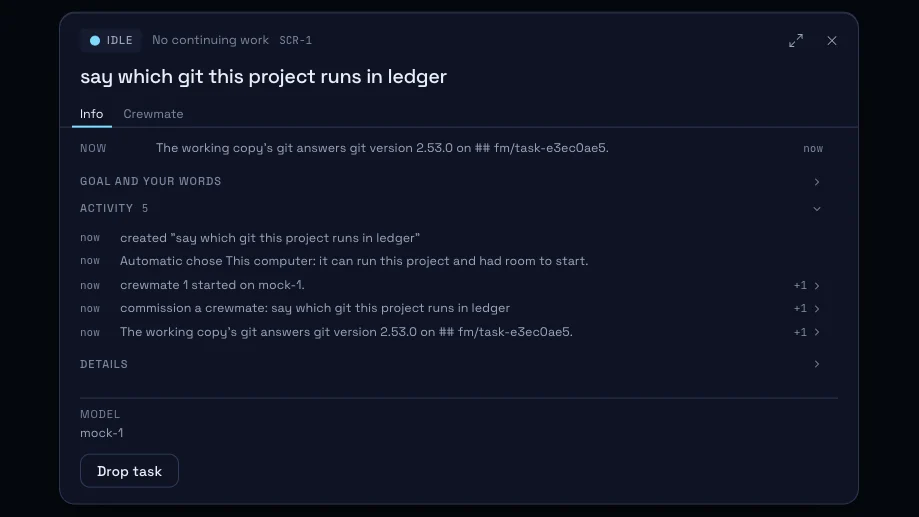 IDLE No continuing work SCR-1
say which git this project runs in ledger
Info Crewmate
NOW The working copy's git answers git version 2.53.0 on ## fm/task-e3ec0ae5. now
GOAL AND YOUR WORDS
ACTIVITY 5
now created "say which git this project runs in ledger"
now Automatic chose This computer: it can run this project and had room to start.
now crewmate 1 started on mock-1. +1
now commission a crewmate: say which git this project runs in ledger +1
now The working copy's git answers git version 2.53.0 on ## fm/task-e3ec0ae5. +1
DETAILS
MODEL
mock-1
Drop task